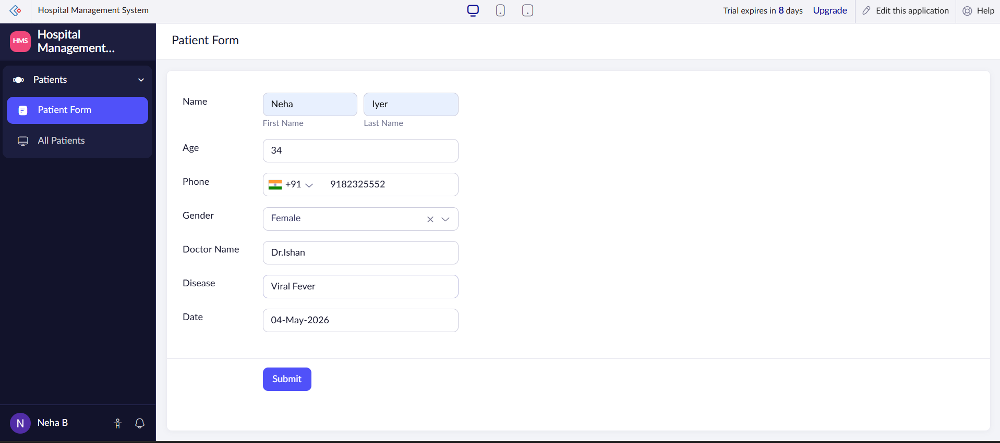 Hospital Management System
Trial expires in 8 days Upgrade Edit this application Help
HMS
Hospital
Management...
Patients
Patient Form
All Patients
Neha B
N
Patient Form
Name
Neha Iyer
First Name Last Name
Age 34
Phone +91 9182325552
Gender Female
Doctor Name Dr.Ishan
Disease Viral Fever
Date 04-May-2026
Submit